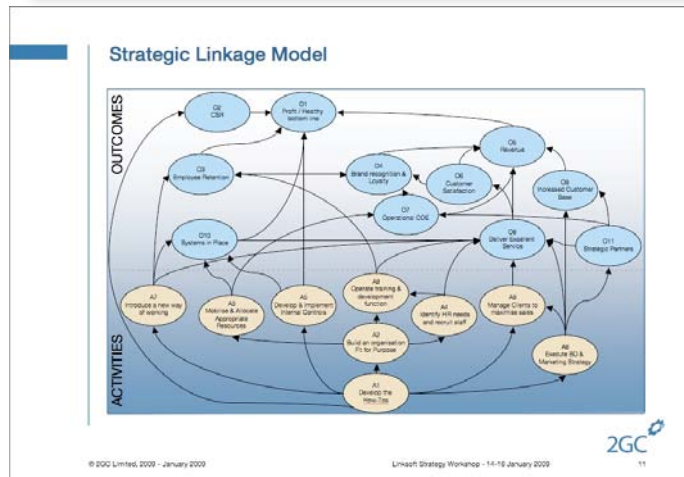 Strategic Linkage Model
OUTCOMES
O2
CSR
O1
Profit / Healthy
bottom line
O5
Revenue
O3
Employee Retention
O4
Brand recognition &
Loyalty
O6
Customer
Satisfaction
Increased Customer
Base
O7
Operational COE
O10
Systems in Place
Deliver Excellent
Service
O11
Strategic Partners
ACTIVITIES
A7
Introduce a new way
of working
A3
Mobilise & Allocate
Appropriate
Resources
A5
Develop & Implement
Internal Controls
Operate training &
development
function
A4
Identify HR needs
and recruit staff
Manage Clients to
maximise sales
A2
Build an organisation
Fit for Purpose
Execute BD &
Marketing Strategy
A1
Develop the
How-Tos
2GC
© 2GC Limited, 2009 - January 2009
Linksoft Strategy Workshop - 14-16 January 2009
11